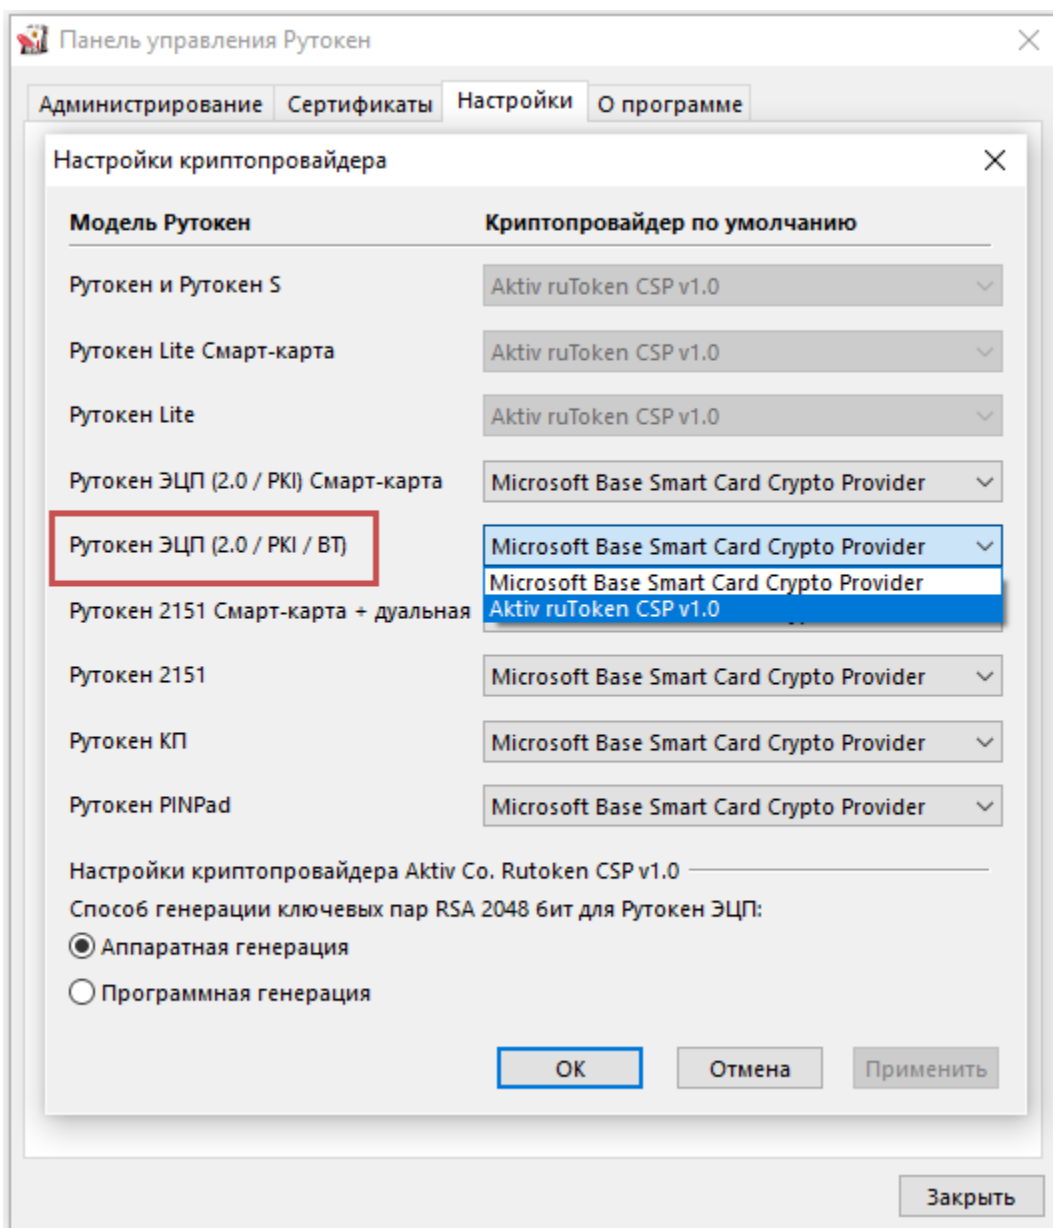 Панель управления Рутокен
Администрирование Сертификаты Настройки О программе
Настройки криптопровайдера
Модель Рутокен Криптопровайдер по умолчанию
Рутокен и Рутокен S Aktiv ruToken CSP v1.0
Рутокен Lite Смарт-карта Aktiv ruToken CSP v1.0
Рутокен Lite Aktiv ruToken CSP v1.0
Рутокен ЭЦП (2.0 / PKI) Смарт-карта Microsoft Base Smart Card Crypto Provider
Рутокен ЭЦП (2.0 / PKI / BT) Microsoft Base Smart Card Crypto Provider
Microsoft Base Smart Card Crypto Provider
Рутокен 2151 Смарт-карта + дуальная Aktiv ruToken CSP v1.0
Рутокен 2151 Microsoft Base Smart Card Crypto Provider
Рутокен КП Microsoft Base Smart Card Crypto Provider
Рутокен PINPad Microsoft Base Smart Card Crypto Provider
Настройки криптопровайдера Aktiv Co. Rutoken CSP v1.0
Способ генерации ключевых пар RSA 2048 бит для Рутокен ЭЦП:
Аппаратная генерация
Программная генерация
ОК Отмена Применить
Закрыть